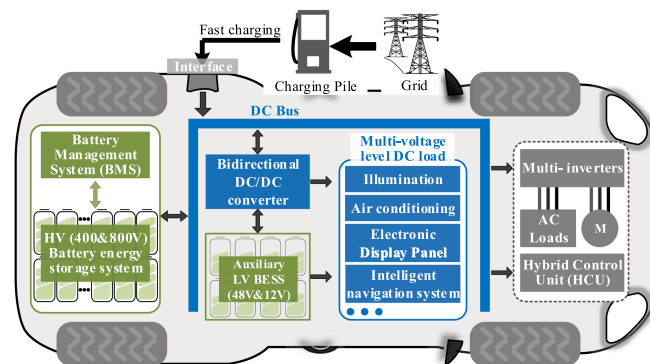 Fast charging
Interface
Charging Pile
Grid
DC Bus
Battery
Management
System (BMS)
HV (400&800V)
Battery energy
storage system
Bidirectional
DC/DC
converter
Auxiliary
LV BESS
(48V&12V)
Multi-voltage
level DC load
Illumination
Air conditioning
Electronic
Display Panel
Intelligent
navigation system
Multi- inverters
AC
Loads
M
Hybrid Control
Unit (HCU)